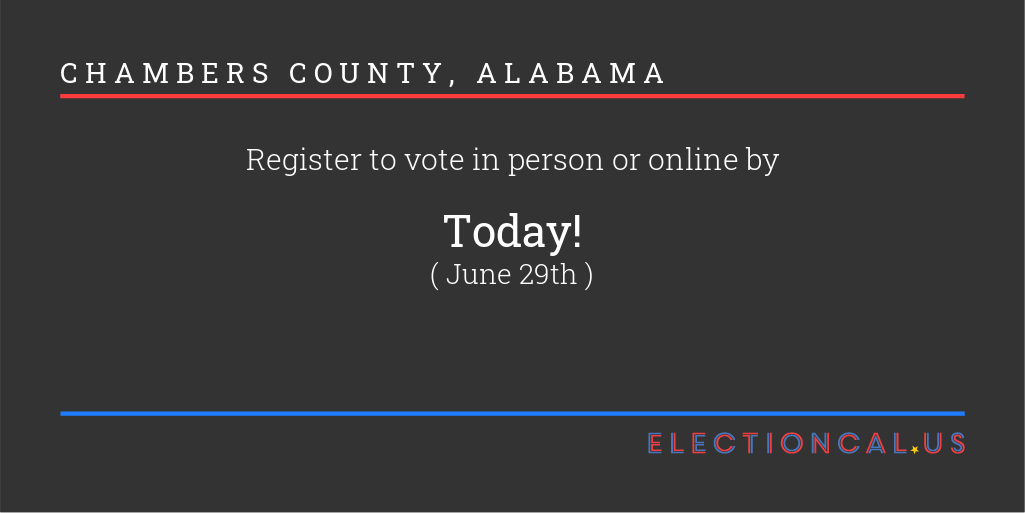 CHAMBERS COUNTY, ALABAMA
Register to vote in person or online by
Today!
( June 29th )
ELECTIONCAL.US